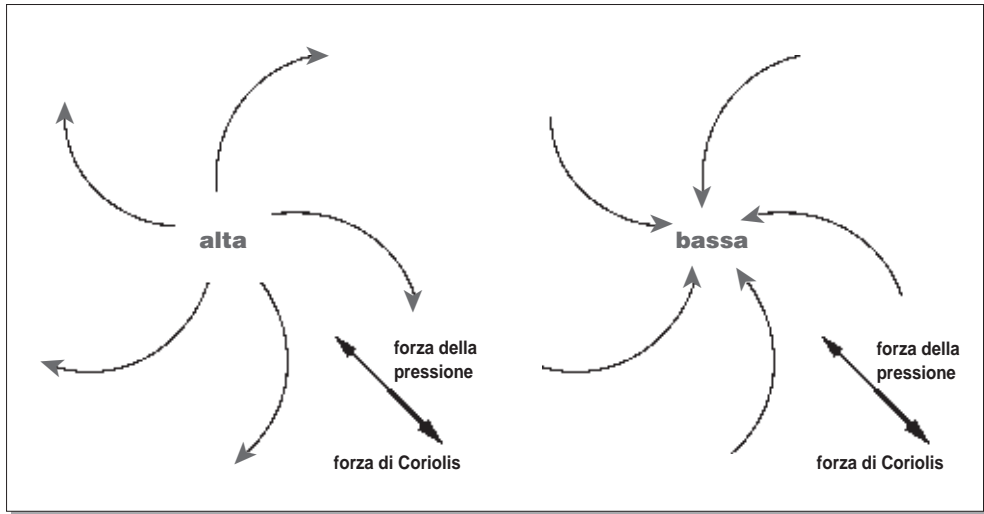 alta
forza della
pressione
forza di Coriolis
bassa
forza della
pressione
forza di Coriolis